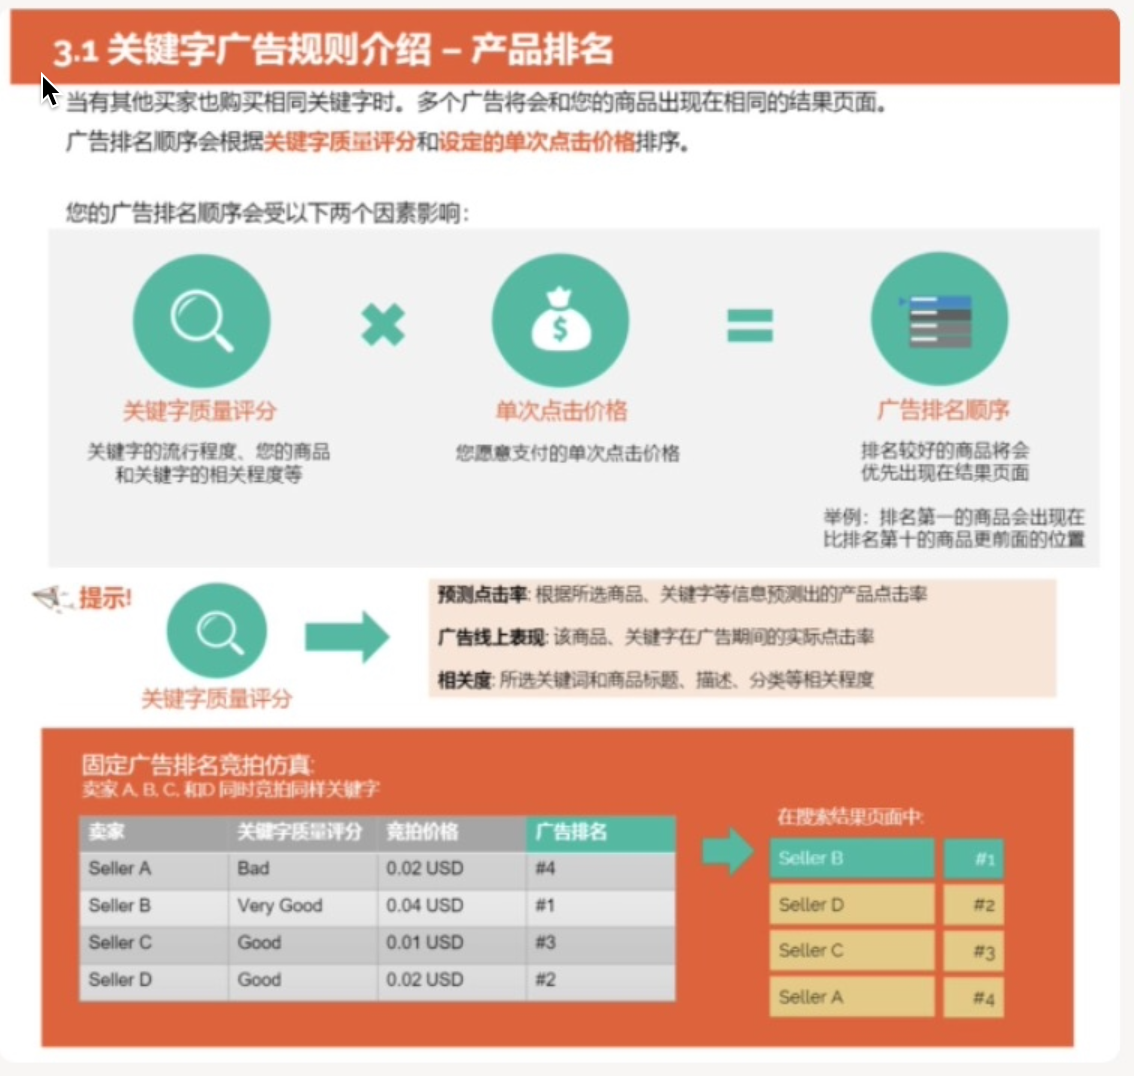 3.1 关键字广告规则介绍 – 产品排名
当有其他买家也购买相同关键字时。多个广告将会和您的商品出现在相同的结果页面。
广告排名顺序会根据关键字质量评分和设定的单次点击价格排序。
您的广告排名顺序会受以下两个因素影响:
关键字质量评分
关键字的流行程度、您的商品
和关键字的相关程度等
$
单次点击价格
您愿意支付的单次点击价格
广告排名顺序
排名较好的商品将会
优先出现在结果页面
举例：排名第一的商品会出现在
比排名第十的商品更前面的位置
提示!
关键字质量评分
预测点击率: 根据所选商品、关键字等信息预测出的产品点击率
广告线上表现: 该商品、关键字在广告期间的实际点击率
相关度: 所选关键词和商品标题、描述、分类等相关程度
固定广告排名竞拍仿真:
卖家 A, B, C, 和D 同时竞拍同样关键字
卖家 关键字质量评分 竞拍价格 广告排名
Seller A Bad 0.02 USD #4
Seller B Very Good 0.04 USD #1
Seller C Good 0.01 USD #3
Seller D Good 0.02 USD #2
在搜索结果页面中:
Seller B #1
Seller D #2
Seller C #3
Seller A #4